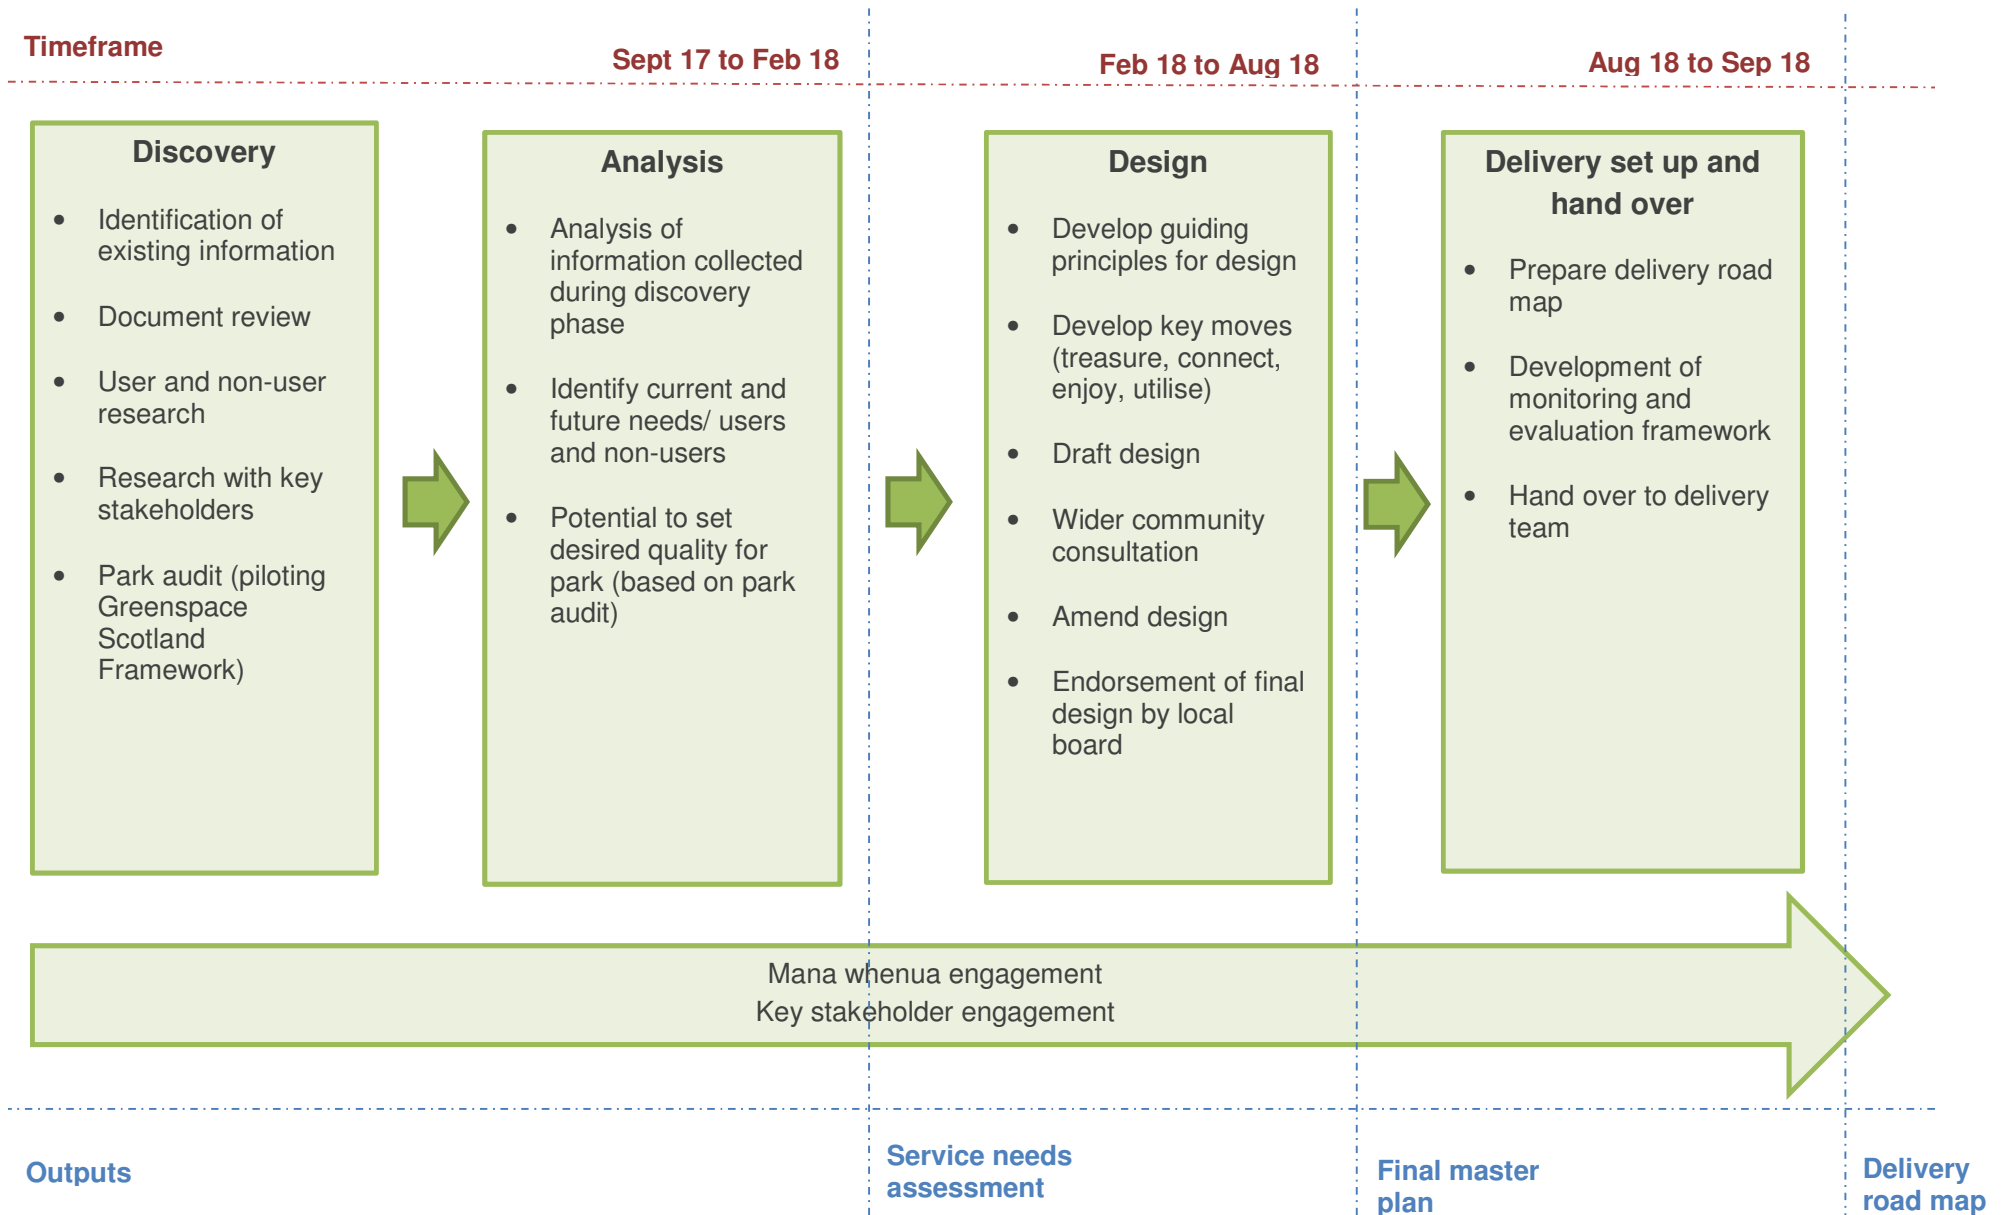 Timeframe
Sept 17 to Feb 18
Feb 18 to Aug 18
Aug 18 to Sep 18
Discovery
• Identification of
existing information
• Document review
• User and non-user
research
• Research with key
stakeholders
• Park audit (piloting
Greenspace
Scotland
Framework)
Analysis
• Analysis of
information collected
during discovery
phase
• Identify current and
future needs/ users
and non-users
• Potential to set
desired quality for
park (based on park
audit)
Design
• Develop guiding
principles for design
• Develop key moves
(treasure, connect,
enjoy, utilise)
• Draft design
• Wider community
consultation
• Amend design
• Endorsement of final
design by local
board
Delivery set up and
hand over
• Prepare delivery road
map
• Development of
monitoring and
evaluation framework
• Hand over to delivery
team
Mana whenua engagement
Key stakeholder engagement
Outputs
Service needs
assessment
Final master
plan
Delivery
road map